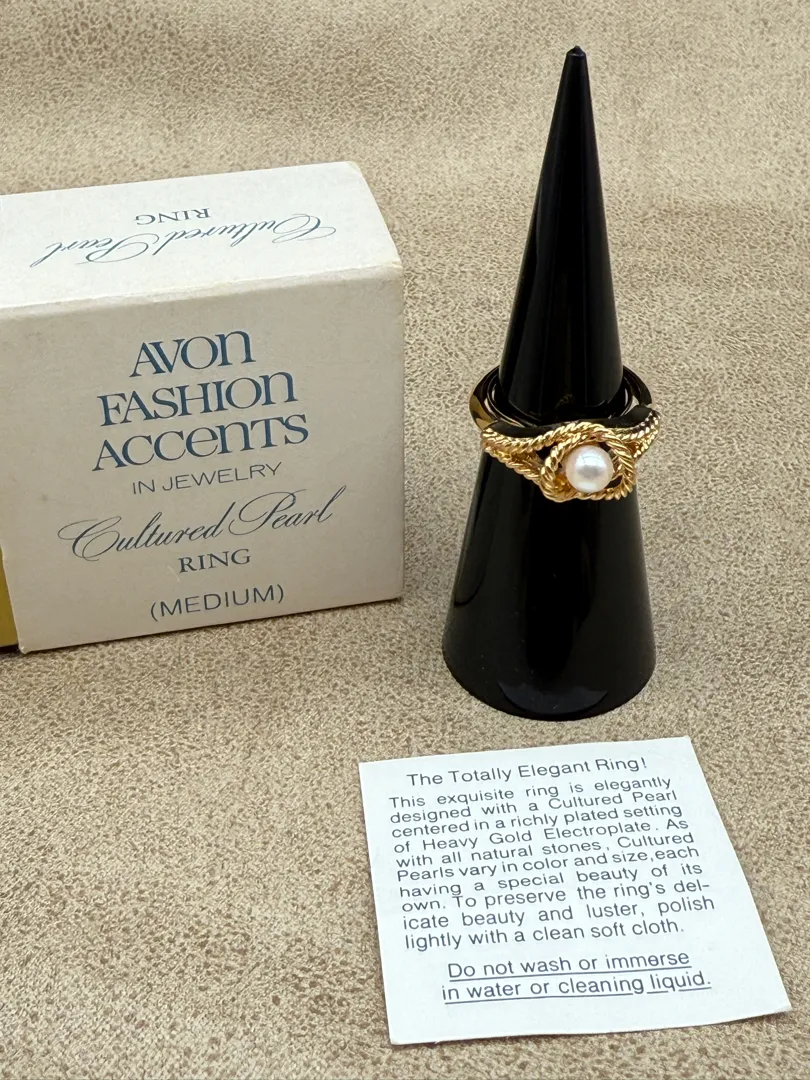 Cultured Pearl
RING
AVON
FASHION
ACCENTS
IN JEWELRY
Cultured Pearl
RING
(MEDIUM)
The Totally Elegant Ring!
This exquisite ring is elegantly
designed with a Cultured Pearl
centered in a richly plated setting
of Heavy Gold Electroplate. As
with all natural stones, Cultured
Pearls vary in color and size,each
having a special beauty of its
own. To preserve the ring's del-
icate beauty and luster, polish
lightly with a clean soft cloth.
Do not wash or immerse
in water or cleaning liquid.